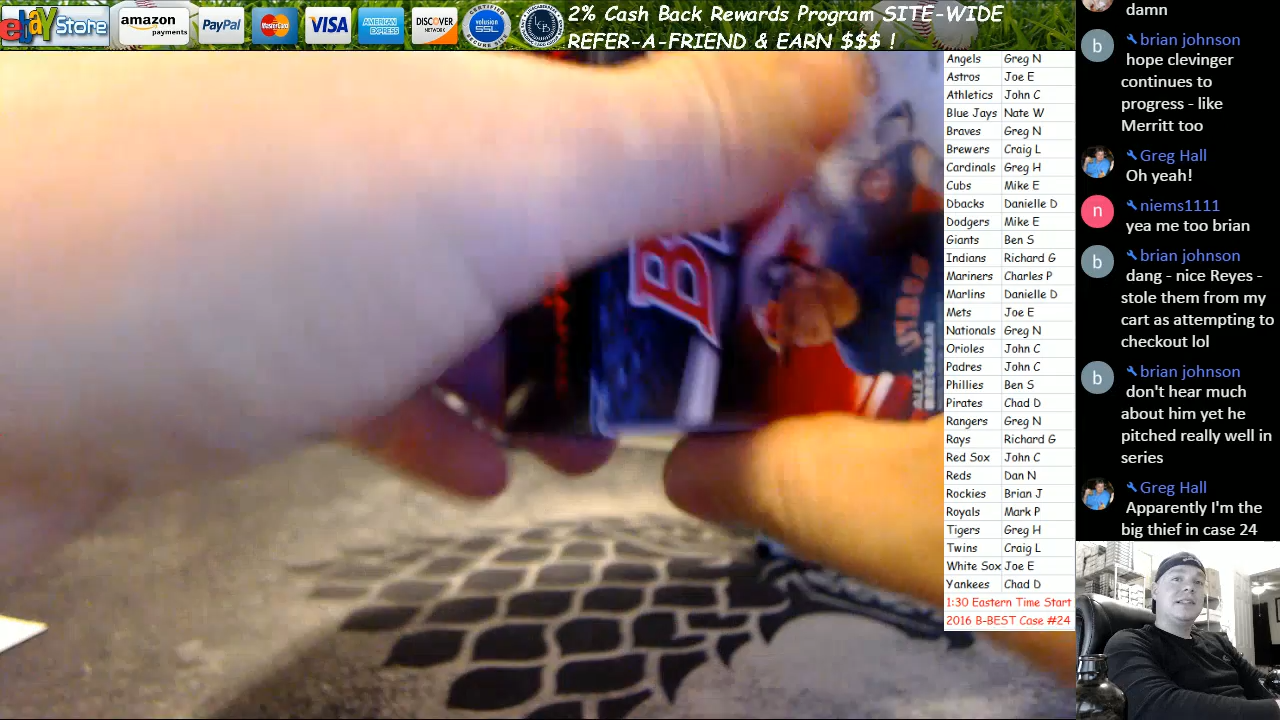 ebay Store
amazon
payments
PayPal
MasterCard
VISA
AMERICAN
EXPRESS
DISCOVER
NETWORK
volusion
SSL
2% Cash Back Rewards Program SITE-WIDE
REFER-A-FRIEND & EARN $$$ !
Angels Greg N
Astros Joe E
Athletics John C
Blue Jays Nate W
Braves Greg N
Brewers Craig L
Cardinals Greg H
Cubs Mike E
Dbacks Danielle D
Dodgers Mike E
Giants Ben S
Indians Richard G
Mariners Charles P
Marlins Danielle D
Mets Joe E
Nationals Greg N
Orioles John C
Padres John C
Phillies Ben S
Pirates Chad D
Rangers Greg N
Rays Richard G
Red Sox John C
Reds Dan N
Rockies Brian J
Royals Mark P
Tigers Greg H
Twins Craig L
White Sox Joe E
Yankees Chad D
1:30 Eastern Time Start
2016 B-BEST Case #24
ALEX
BREGMAN
damn
b
brian johnson
hope clevinger
continues to
progress - like
Merritt too
Greg Hall
Oh yeah!
n
niems1111
yea me too brian
b
brian johnson
dang - nice Reyes -
stole them from my
cart as attempting to
checkout lol
b
brian johnson
don't hear much
about him yet he
pitched really well in
series
Greg Hall
Apparently I'm the
big thief in case 24